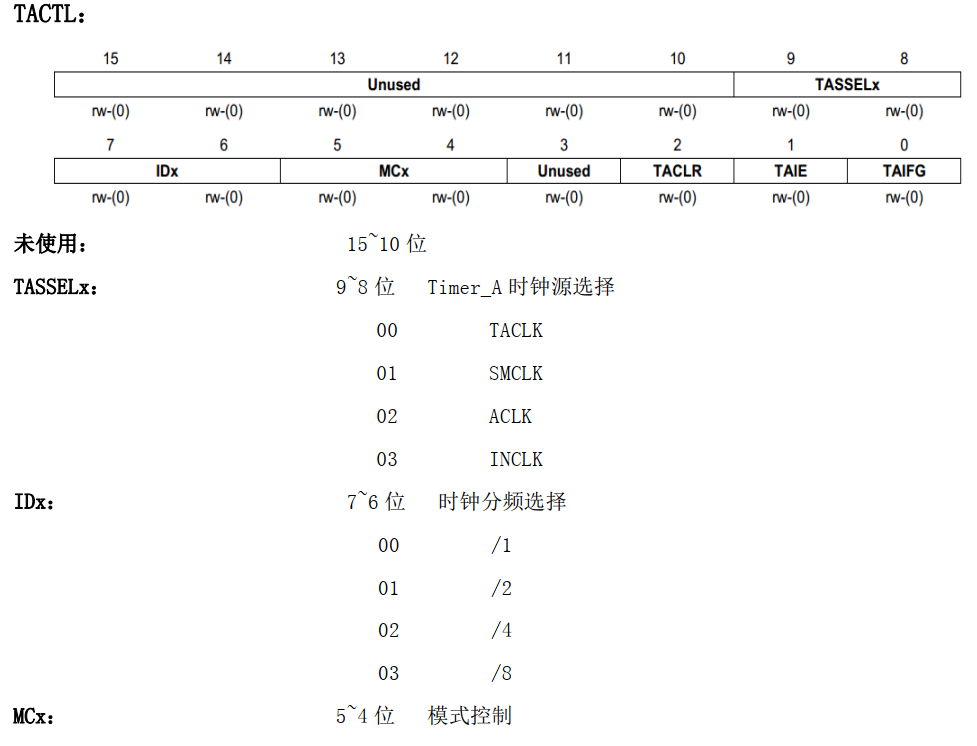 TACTL：
15 14 13 12 11 10 9 8
Unused TASSELx
rw-(0) rw-(0) rw-(0) rw-(0) rw-(0) rw-(0) rw-(0) rw-(0)
7 6 5 4 3 2 1 0
IDx MCx Unused TACLR TAIE TAIFG
rw-(0) rw-(0) rw-(0) rw-(0) rw-(0) rw-(0) rw-(0) rw-(0)
未使用： 15~10 位
TASSELx： 9~8 位 Timer_A 时钟源选择
00 TACLK
01 SMCLK
02 ACLK
03 INCLK
IDx： 7~6 位 时钟分频选择
00 /1
01 /2
02 /4
03 /8
MCx： 5~4 位 模式控制